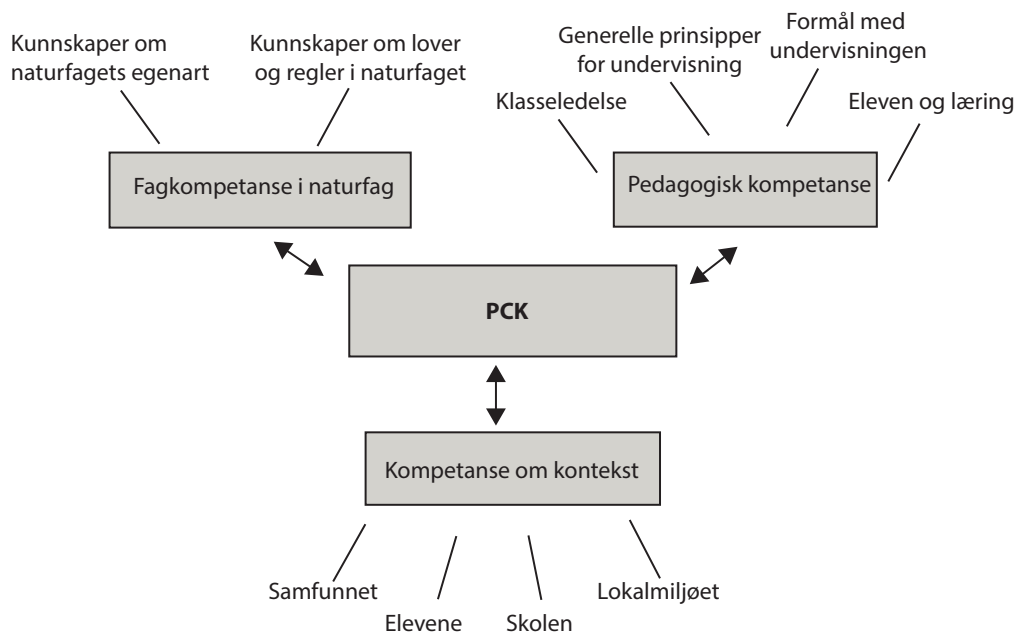 Kunnskaper om
naturfagets egenart
Kunnskaper om lover
og regler i naturfaget
Generelle prinsipper
for undervisning
Formål med
undervisningen
Klasseledelse
Eleven og læring
Fagkompetanse i naturfag
Pedagogisk kompetanse
PCK
Kompetanse om kontekst
Samfunnet
Elevene
Skolen
Lokalmiljøet